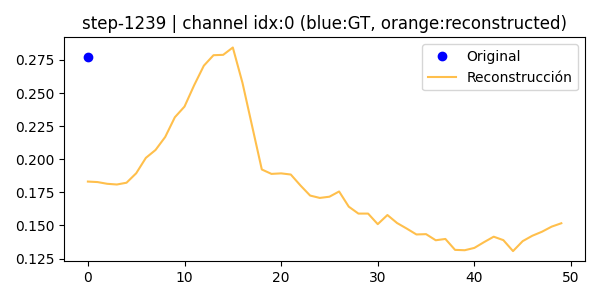 step-1239 | channel idx:0 (blue:GT, orange:reconstructed)
Original
Reconstrucción
0.275
0.250
0.225
0.200
0.175
0.150
0.125
0 10 20 30 40 50